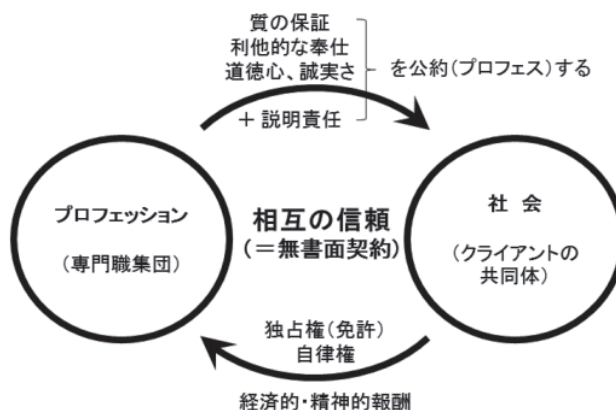 質の保証
利他的な奉仕
道徳心、誠実さ
を公約(プロフェス)する
＋説明責任
プロフェッション
(専門職集団)
相互の信頼
(＝無書面契約)
社 会
(クライアントの
共同体)
独占権(免許)
自律権
経済的・精神的報酬